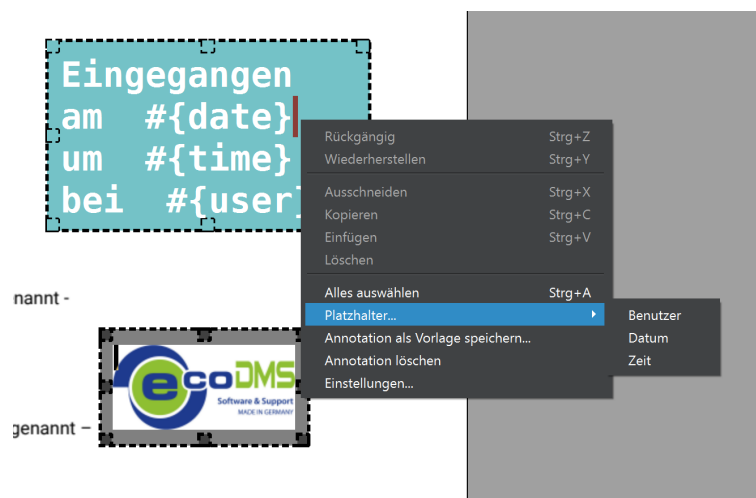 Eingegangen
am #{date}
um #{time}
bei #{user}
Rückgängig Strg+Z
Wiederherstellen Strg+Y
Ausschneiden Strg+X
Kopieren Strg+C
Einfügen Strg+V
Löschen
Alles auswählen Strg+A
Platzhalter...
Annotation als Vorlage speichern...
Annotation löschen
Einstellungen...
Benutzer
Datum
Zeit
nannt -
ecoDMS
Software & Support
MADE IN GERMANY
genannt –